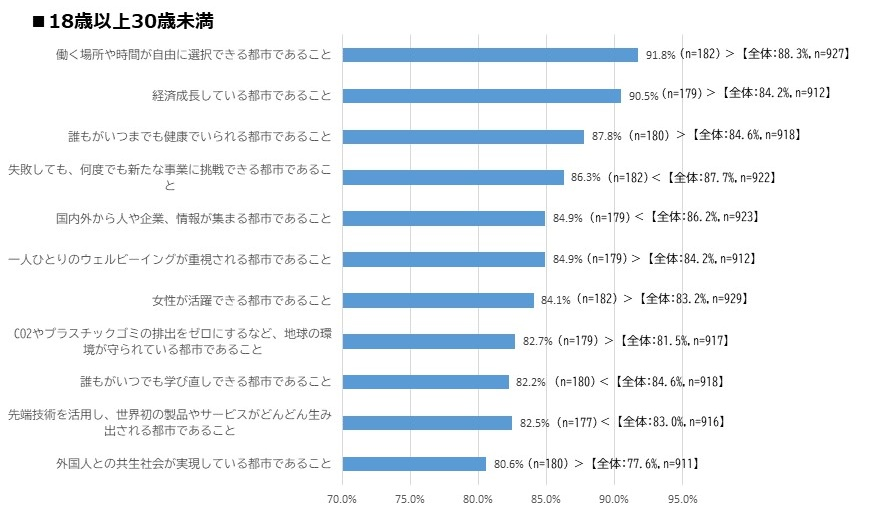 ■18歳以上30歳未満
働く場所や時間が自由に選択できる都市であること 91.8% (n=182) > 【全体:88.3%, n=927】
経済成長している都市であること 90.5% (n=179) > 【全体:84.2%, n=912】
誰もがいつまでも健康でいられる都市であること 87.8% (n=180) > 【全体:84.6%, n=918】
失敗しても、何度でも新たな事業に挑戦できる都市であるこ
と 86.3% (n=182) < 【全体:87.7%, n=922】
国内外から人や企業、情報が集まる都市であること 84.9% (n=179) < 【全体:86.2%, n=923】
一人ひとりのウェルビーイングが重視される都市であること 84.9% (n=179) > 【全体:84.2%, n=912】
女性が活躍できる都市であること 84.1% (n=182) > 【全体:83.2%, n=929】
CO2やプラスチックゴミの排出をゼロにするなど、地球の環
境が守られている都市であること 82.7% (n=179) > 【全体:81.5%, n=917】
誰もがいつでも学び直しできる都市であること 82.2% (n=180) < 【全体:84.6%, n=918】
先端技術を活用し、世界初の製品やサービスがどんどん生み
出される都市であること 82.5% (n=177) < 【全体:83.0%, n=916】
外国人との共生社会が実現している都市であること 80.6% (n=180) > 【全体:77.6%, n=911】
70.0% 75.0% 80.0% 85.0% 90.0% 95.0%